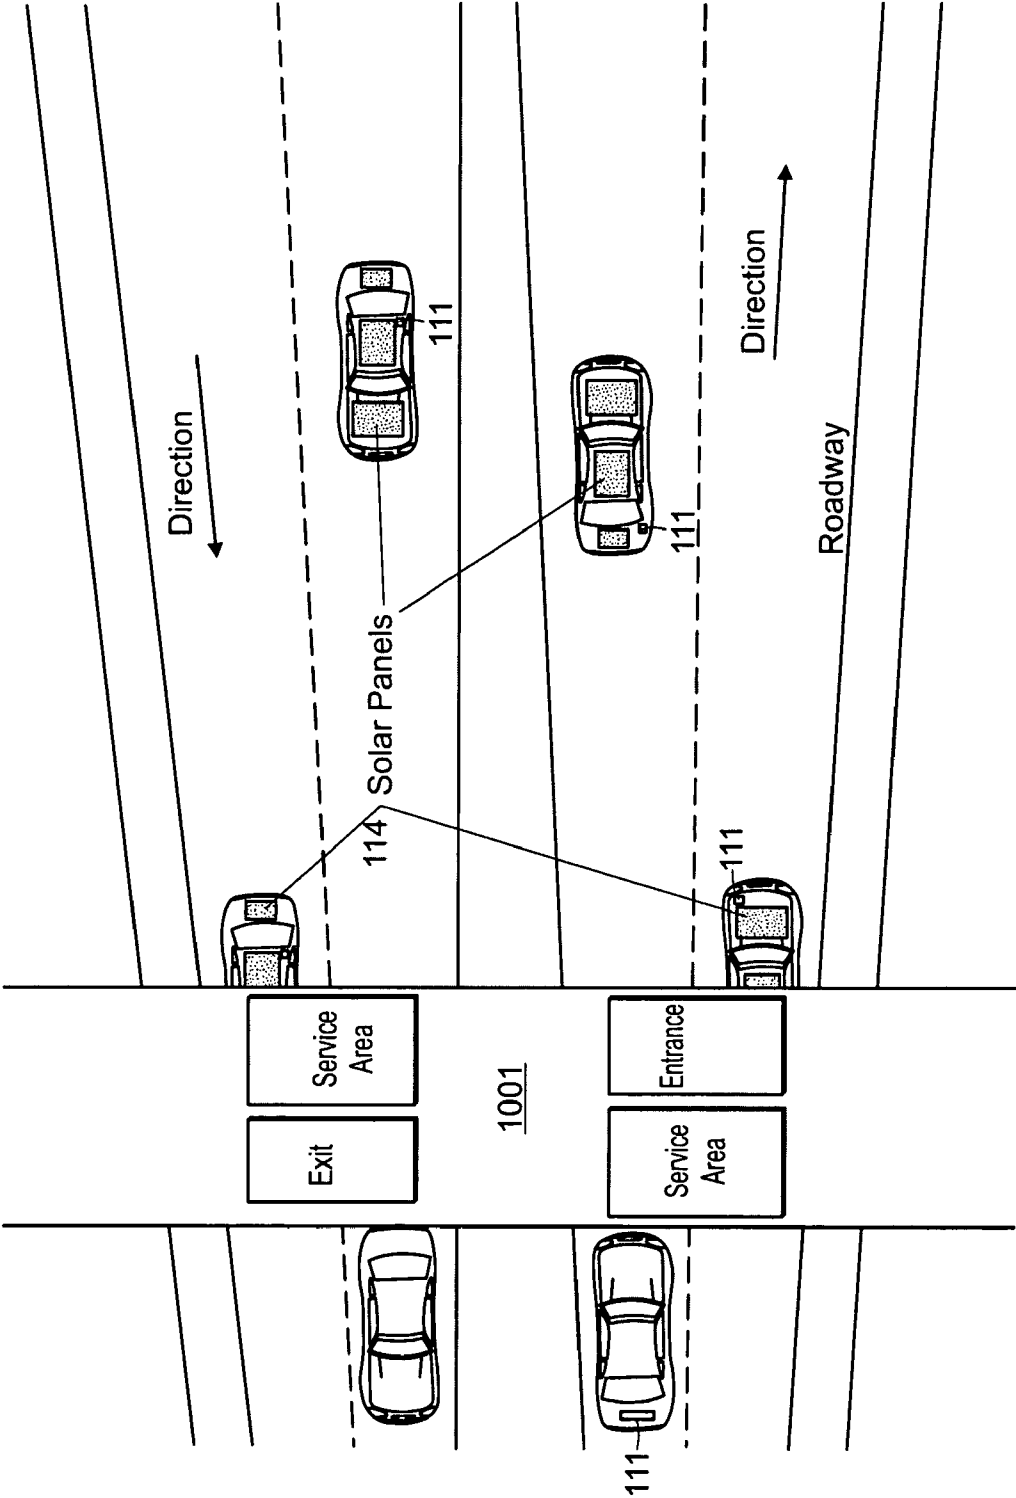 Direction
111
Direction
111
Roadway
Solar Panels
114
111
Service
Area
Entrance
1001
Exit
Service
Area
111